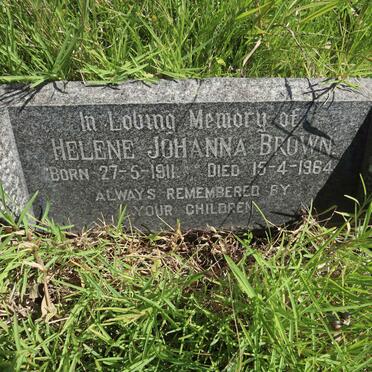 In Loving Memory of
HELENE JOHANNA BROWN
BORN 27-5-1911. DIED 15-4-1964
ALWAYS REMEMBERED BY
YOUR CHILDREN